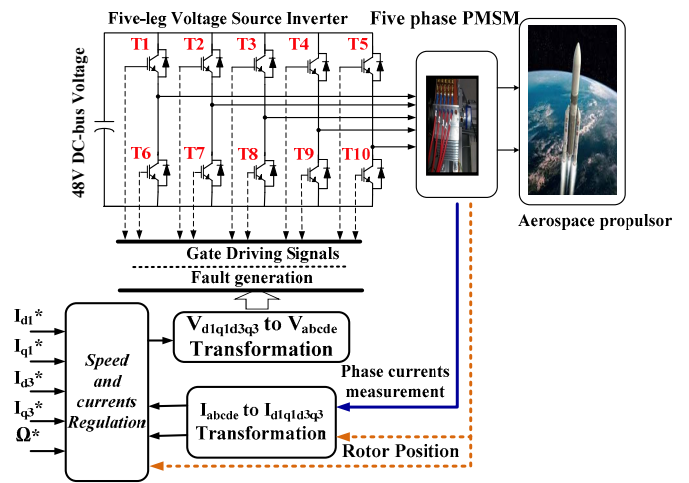 Five-leg Voltage Source Inverter
Five phase PMSM
T1
T2
T3
T4
T5
48V DC-bus Voltage
T6
T7
T8
T9
T10
Aerospace propulsor
Gate Driving Signals
Fault generation
Id1*
Iq1*
Id3*
Iq3*
Ω*
Speed
and
currents
Regulation
Vd1q1d3q3 to Vabcde
Transformation
Iabcde to Id1q1d3q3
Transformation
Phase currents
measurement
Rotor Position